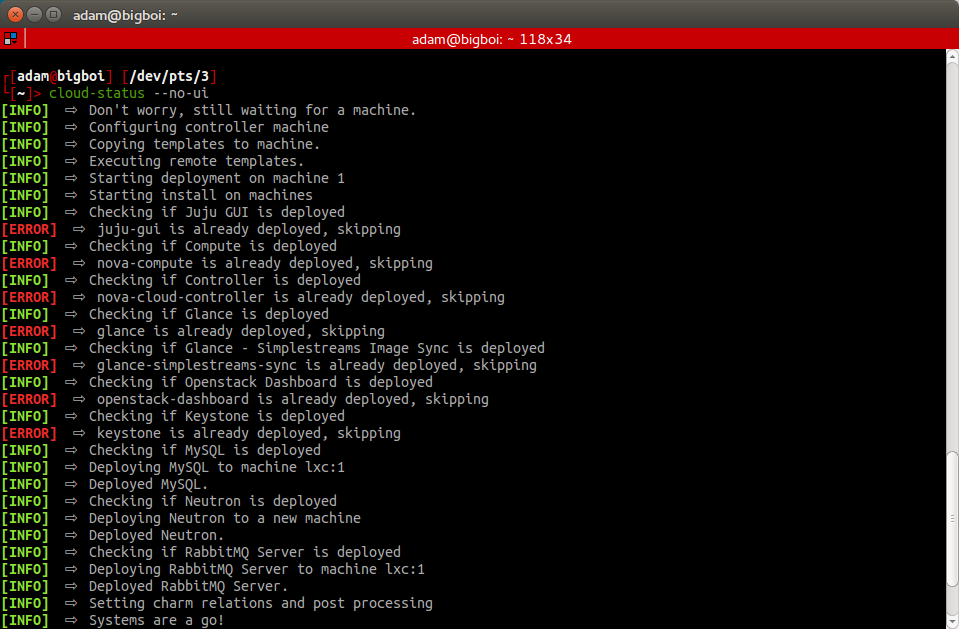 adam@bigboi: ~
adam@bigboi: ~ 118x34
┌[adam@bigboi] [/dev/pts/3]
└[~]> cloud-status --no-ui
[INFO] ⇨ Don't worry, still waiting for a machine.
[INFO] ⇨ Configuring controller machine
[INFO] ⇨ Copying templates to machine.
[INFO] ⇨ Executing remote templates.
[INFO] ⇨ Starting deployment on machine 1
[INFO] ⇨ Starting install on machines
[INFO] ⇨ Checking if Juju GUI is deployed
[ERROR] ⇨ juju-gui is already deployed, skipping
[INFO] ⇨ Checking if Compute is deployed
[ERROR] ⇨ nova-compute is already deployed, skipping
[INFO] ⇨ Checking if Controller is deployed
[ERROR] ⇨ nova-cloud-controller is already deployed, skipping
[INFO] ⇨ Checking if Glance is deployed
[ERROR] ⇨ glance is already deployed, skipping
[INFO] ⇨ Checking if Glance - Simplestreams Image Sync is deployed
[ERROR] ⇨ glance-simplestreams-sync is already deployed, skipping
[INFO] ⇨ Checking if Openstack Dashboard is deployed
[ERROR] ⇨ openstack-dashboard is already deployed, skipping
[INFO] ⇨ Checking if Keystone is deployed
[ERROR] ⇨ keystone is already deployed, skipping
[INFO] ⇨ Checking if MySQL is deployed
[INFO] ⇨ Deploying MySQL to machine lxc:1
[INFO] ⇨ Deployed MySQL.
[INFO] ⇨ Checking if Neutron is deployed
[INFO] ⇨ Deploying Neutron to a new machine
[INFO] ⇨ Deployed Neutron.
[INFO] ⇨ Checking if RabbitMQ Server is deployed
[INFO] ⇨ Deploying RabbitMQ Server to machine lxc:1
[INFO] ⇨ Deployed RabbitMQ Server.
[INFO] ⇨ Setting charm relations and post processing
[INFO] ⇨ Systems are a go!